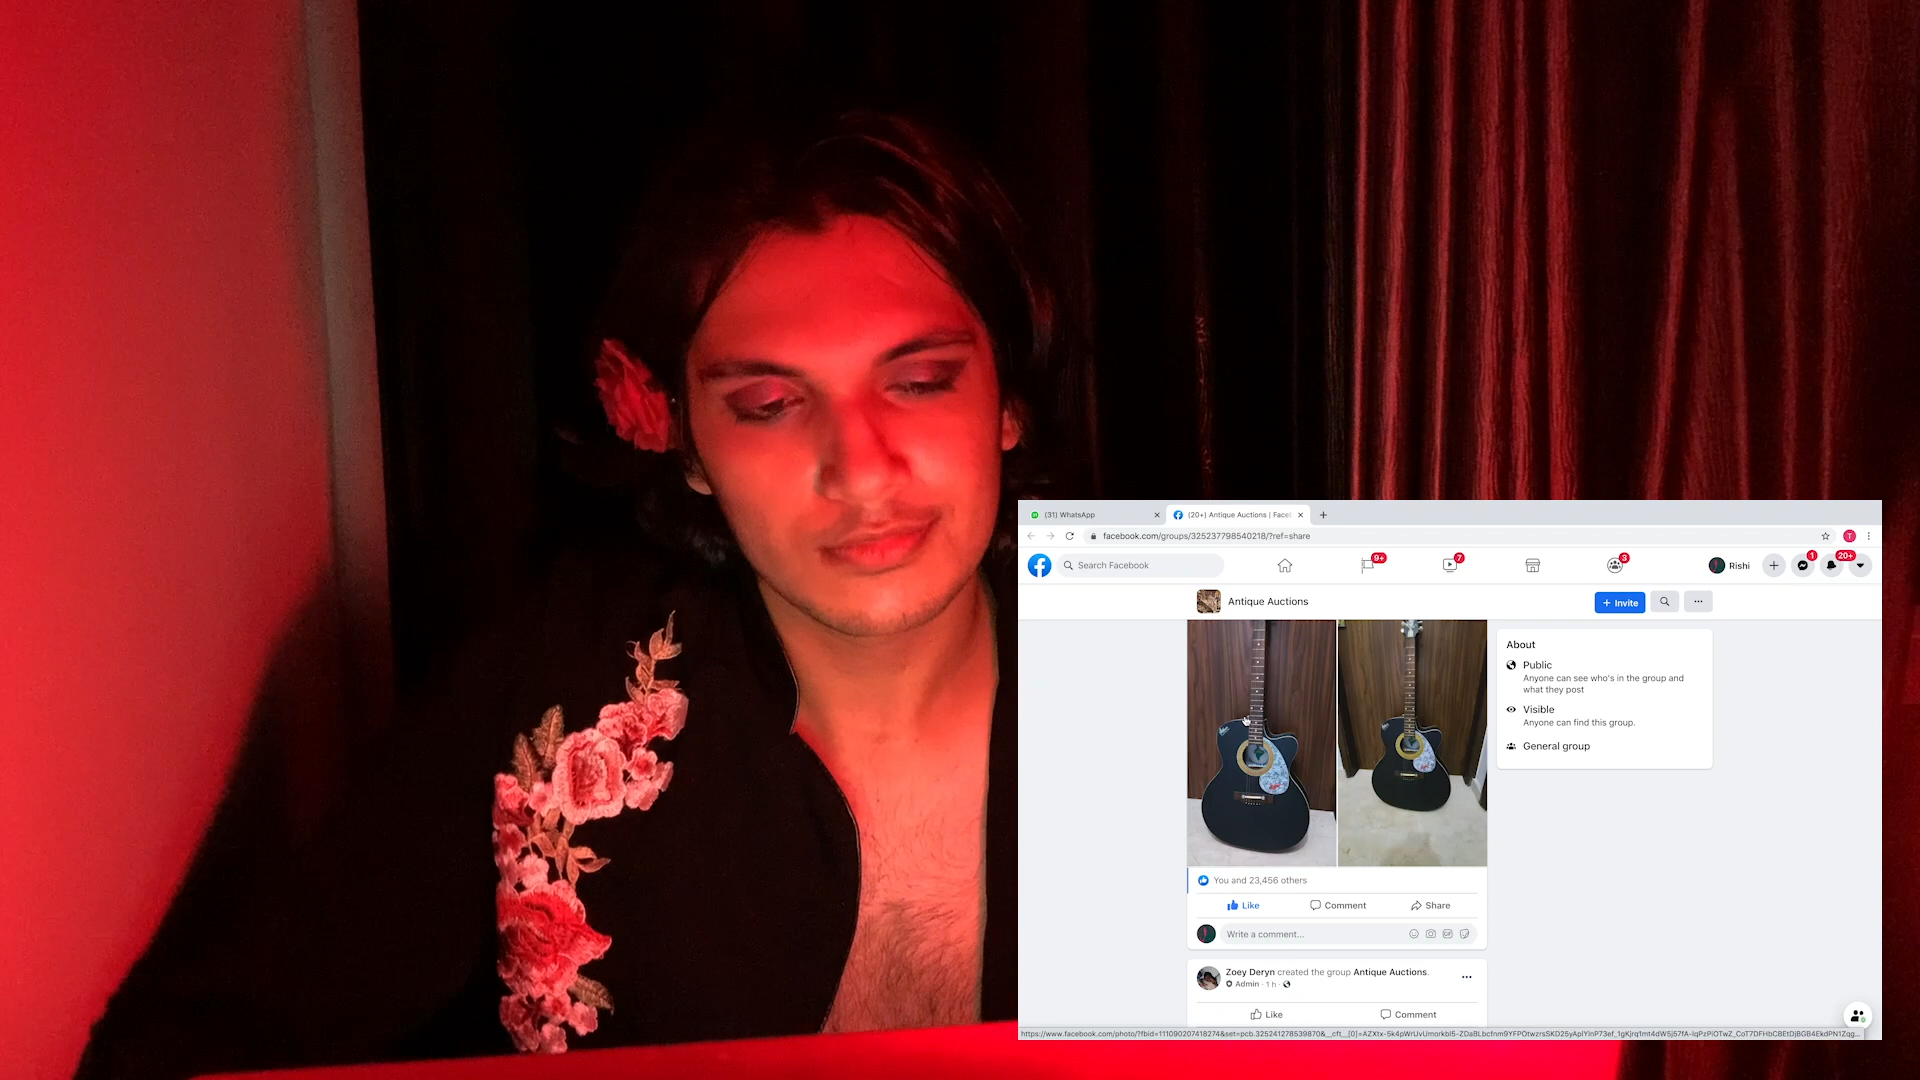 (31) WhatsApp
(20+) Antique Auctions | Face
facebook.com/groups/325237798540218/?ref=share
T
Search Facebook
9+
7
3
Rishi
1
20+
Antique Auctions
+ Invite
About
Public
Anyone can see who's in the group and
what they post
Visible
Anyone can find this group.
General group
You and 23,456 others
Like
Comment
Share
Write a comment...
Zoey Deryn created the group Antique Auctions.
Admin · 1 h ·
Like
Comment